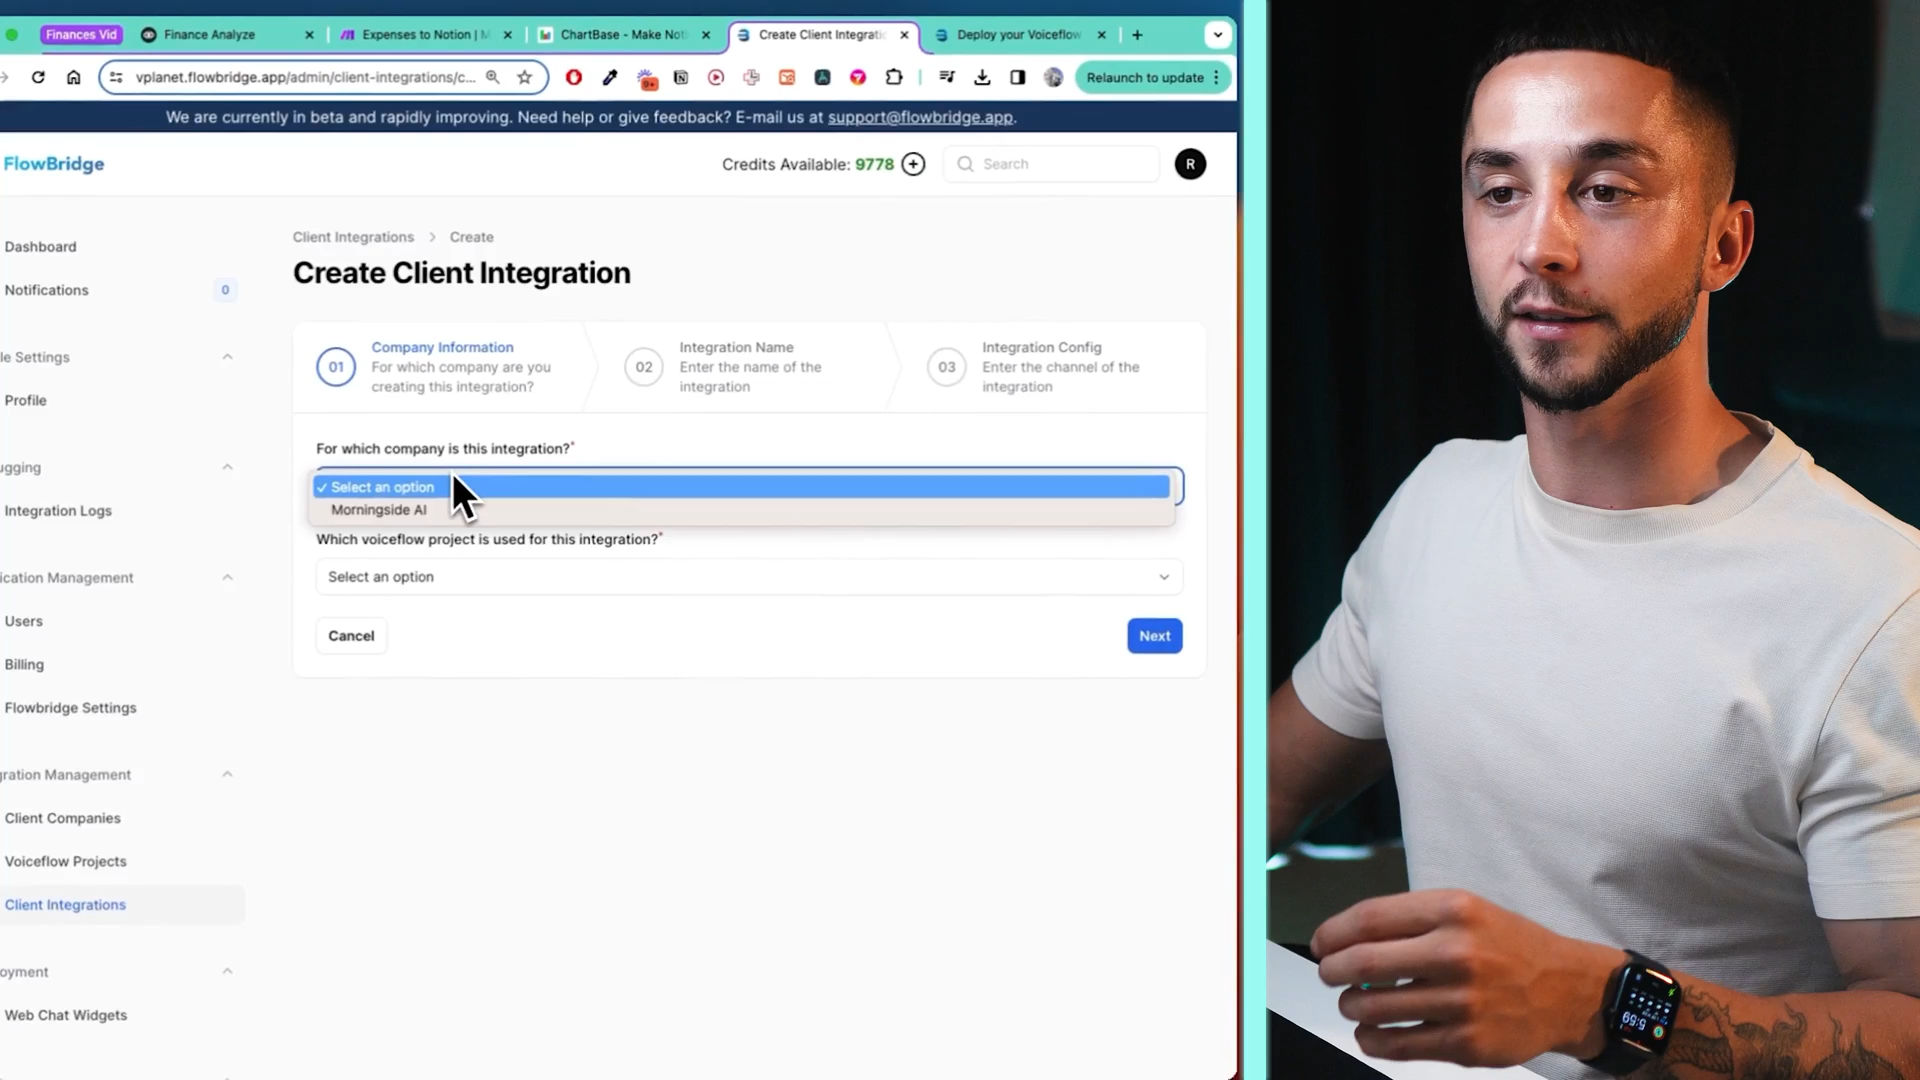 Finances Vid
Finance Analyze
Expenses to Notion | M
ChartBase - Make Noti
Create Client Integratio
Deploy your Voiceflow
vplanet.flowbridge.app/admin/client-integrations/c...
9+
Relaunch to update
We are currently in beta and rapidly improving. Need help or give feedback? E-mail us at support@flowbridge.app.
FlowBridge
Credits Available: 9778
Search
R
Dashboard
Notifications
0
le Settings
Profile
ugging
Integration Logs
ication Management
Users
Billing
Flowbridge Settings
gration Management
Client Companies
Voiceflow Projects
Client Integrations
oyment
Web Chat Widgets
Client Integrations > Create
Create Client Integration
01
Company Information
For which company are you
creating this integration?
02
Integration Name
Enter the name of the
integration
03
Integration Config
Enter the channel of the
integration
For which company is this integration?*
✓ Select an option
Morningside AI
Which voiceflow project is used for this integration?*
Select an option
Cancel
Next